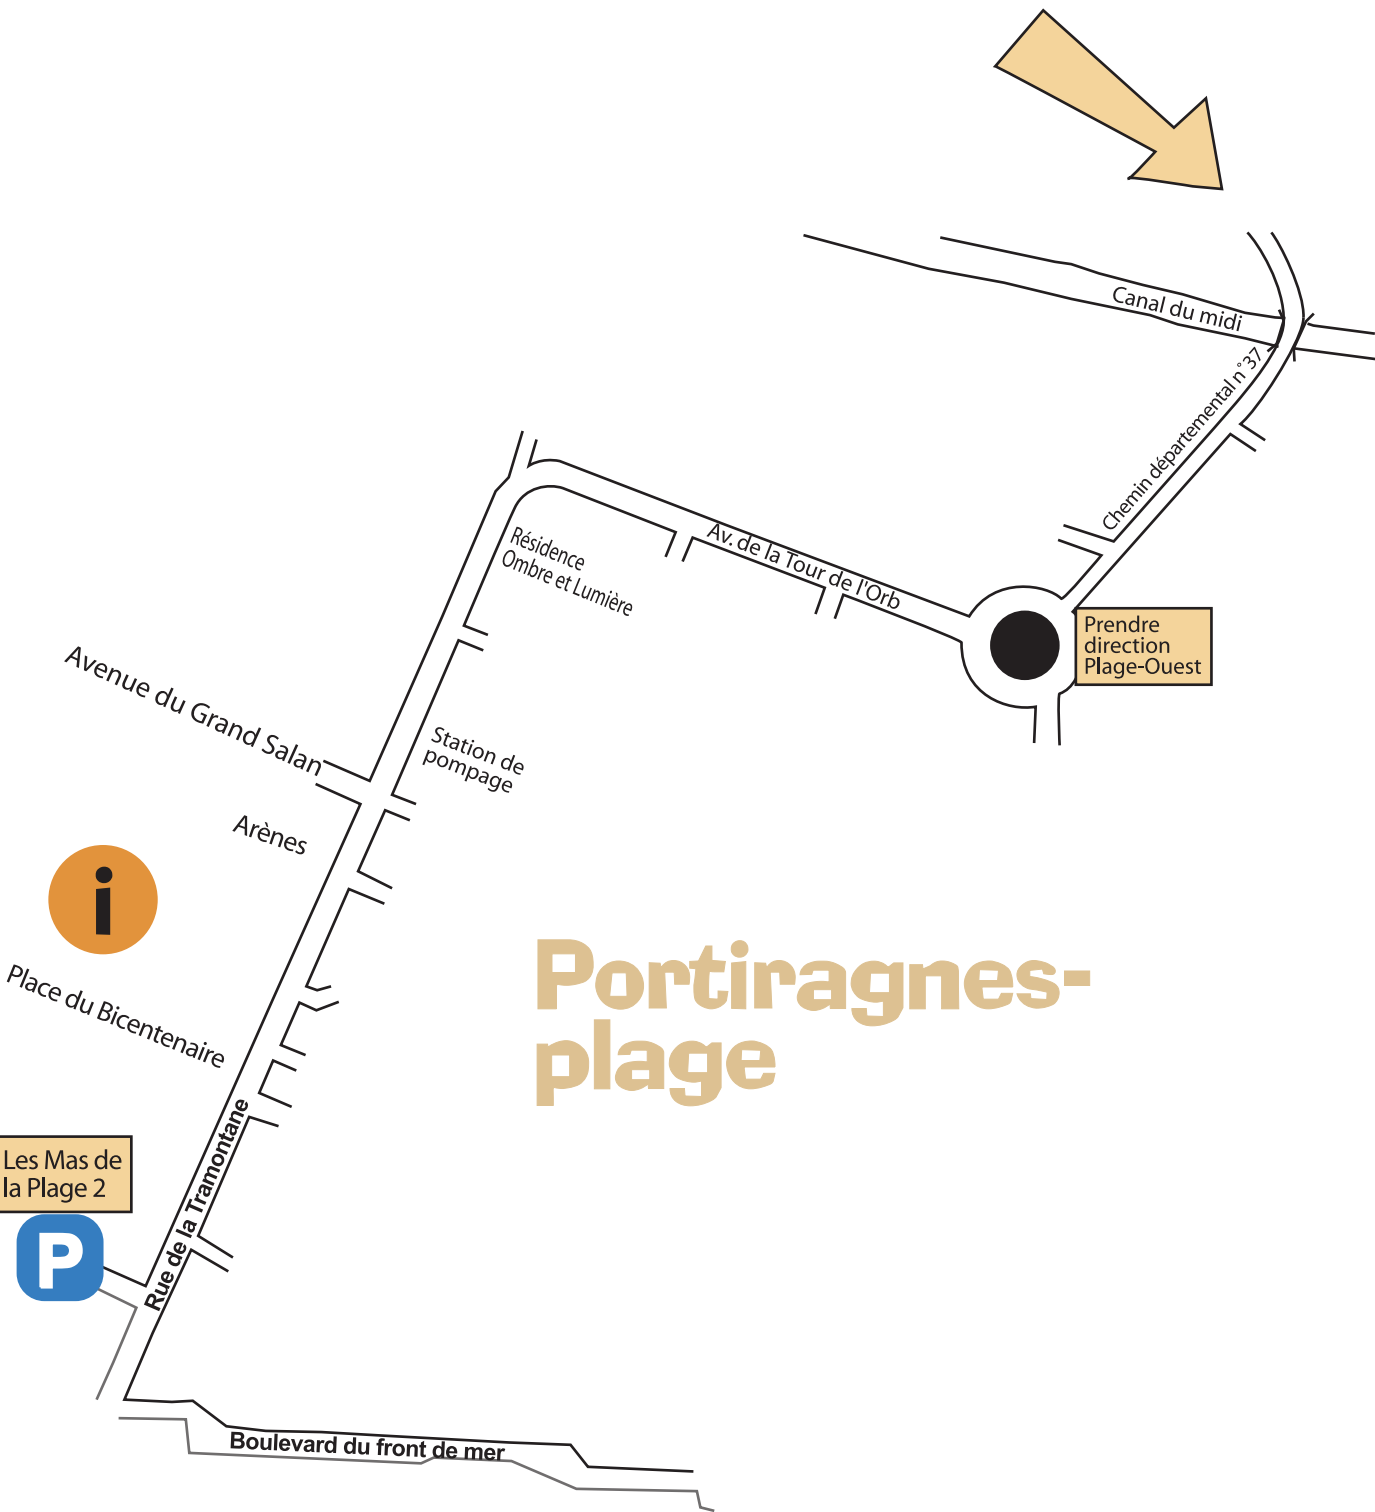 Canal du midi
Chemin départemental n°37
Av. de la Tour de l'Orb
Résidence
Ombre et Lumière
Prendre
direction
Plage-Ouest
Avenue du Grand Salan
Station de
pompage
Arènes
i
Place du Bicentenaire
Portiragnes-
plage
Rue de la Tramontane
Les Mas de
la Plage 2
P
Boulevard du front de mer